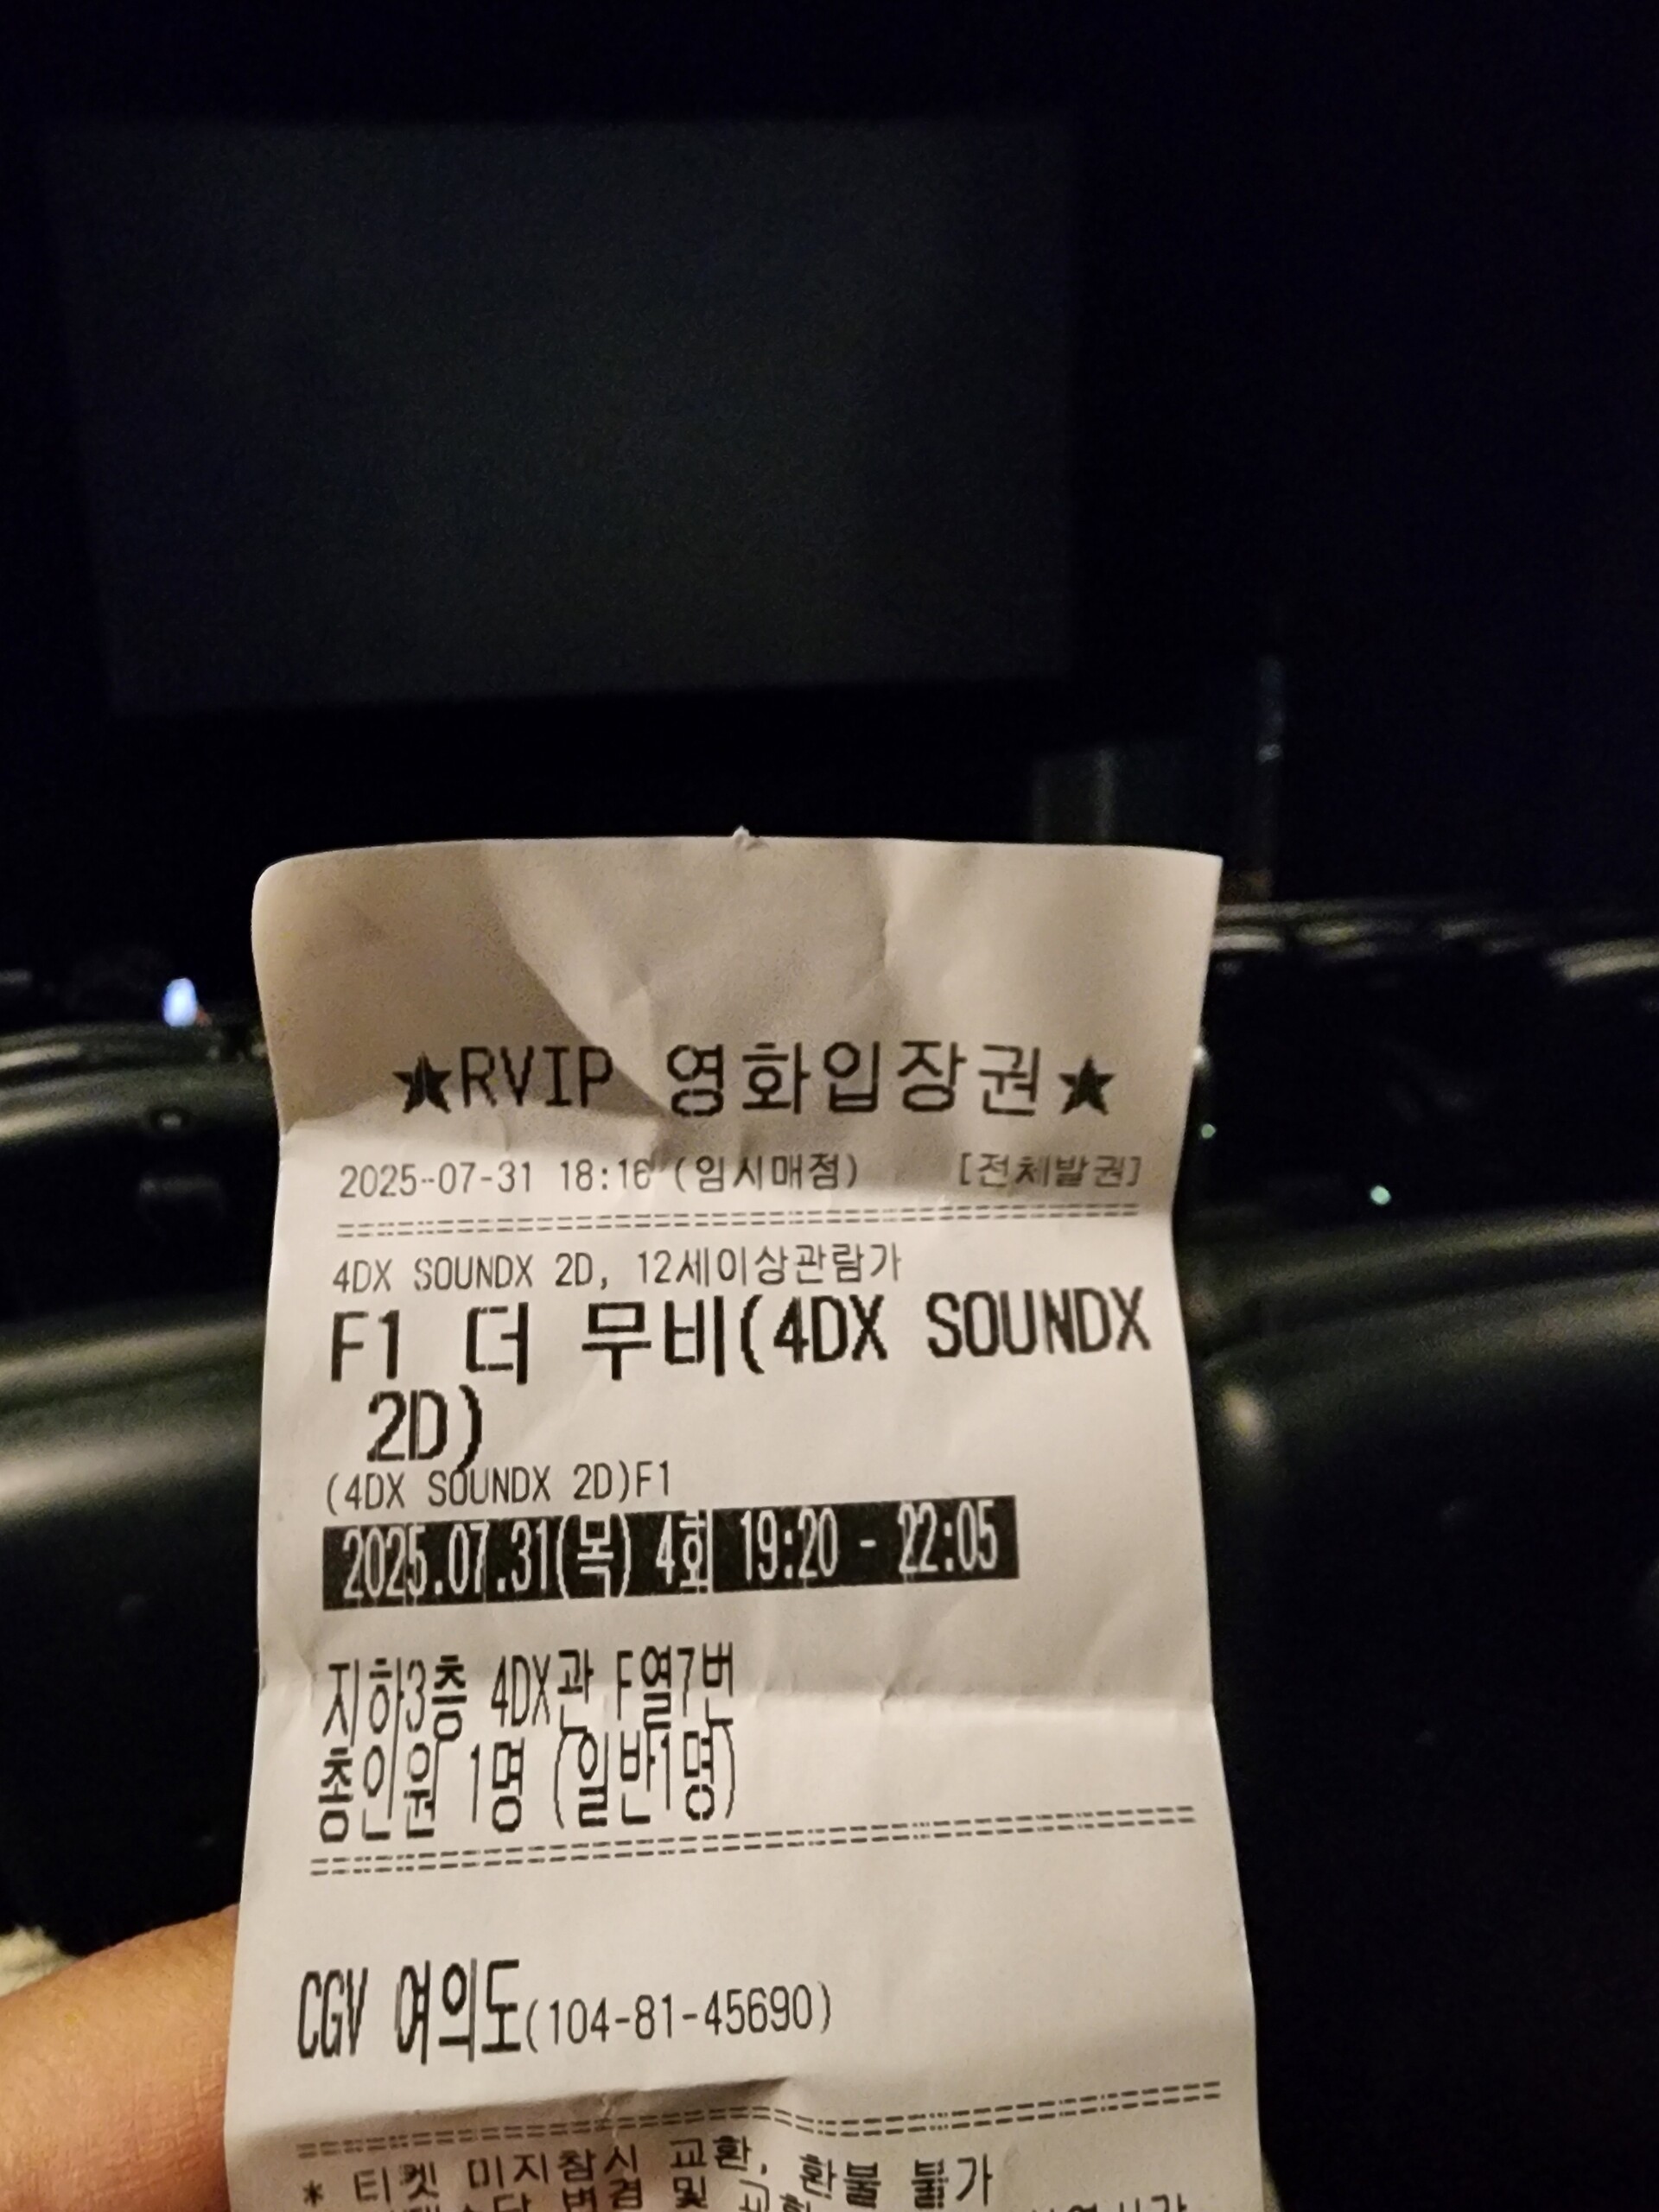 ★RVIP 영화입장권★
2025-07-31 18:16 (임시매점) [전체발권]
4DX SOUNDX 2D, 12세이상관람가
F1 더 무비(4DX SOUNDX
2D)
(4DX SOUNDX 2D)F1
2025.07.31(목) 4회 19:20 - 22:05
지하3층 4DX관 F열7번
총인원 1명 (일반1명)
CGV 여의도(104-81-45690)
* 티켓 미지참시 교환, 환불 불가
변경 및